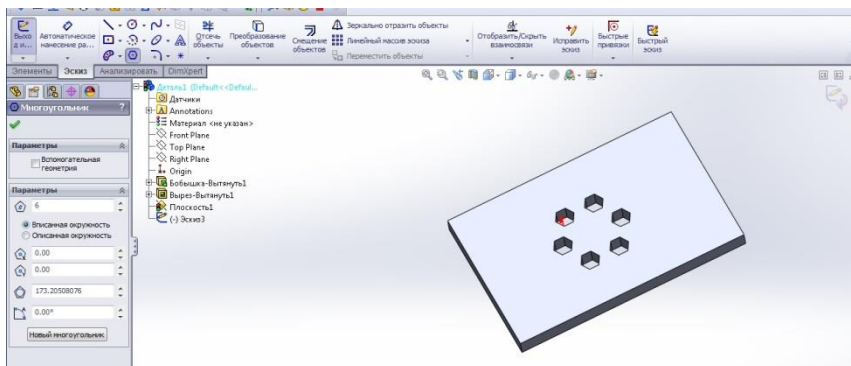 Выхо д и...
Автоматическое нанесение ра...
Отсечь объекты
Преобразование объектов
Смещение объектов
Зеркально отразить объекты
Линейный массив эскиза
Переместить объекты
Отобразить/Скрыть взаимосвязи
Исправить эскиз
Быстрые привязки
Быстрый эскиз
Элементы Эскиз Анализировать DimXpert
Многоугольник ?
Параметры
Вспомогательная геометрия
Параметры
6
Вписанная окружность
Описанная окружность
0.00
0.00
173.20508076
0.00°
Новый многоугольник
Деталь1 (Default<<Defaul...
Датчики
Annotations
Материал <не указан>
Front Plane
Top Plane
Right Plane
Origin
Бобышка-Вытянуть1
Вырез-Вытянуть1
Плоскость1
(-) Эскиз3